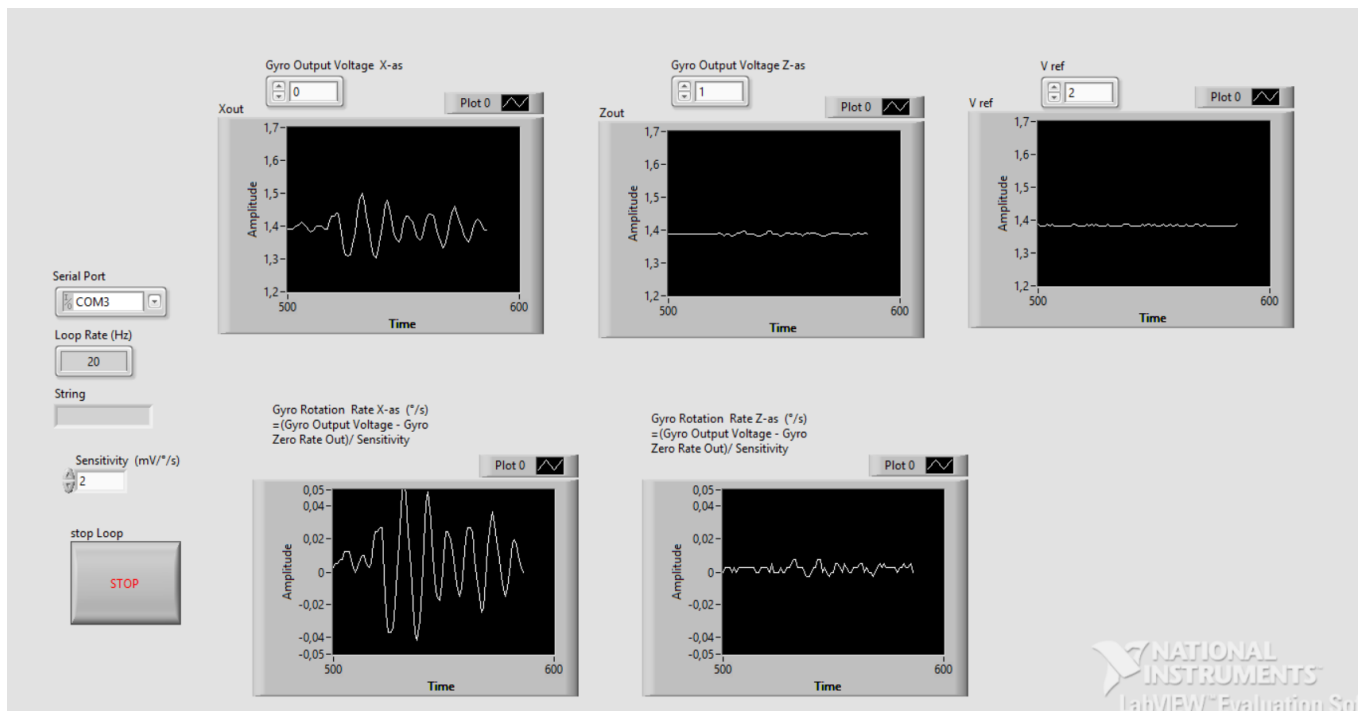 Gyro Output Voltage  X-as
0
Xout
Plot 0
1,7
1,6
1,5
1,4
1,3
1,2
Amplitude
500
600
Time
Gyro Output Voltage Z-as
1
Zout
Plot 0
1,7
1,6
1,5
1,4
1,3
1,2
Amplitude
500
600
Time
V ref
2
V ref
Plot 0
1,7
1,6
1,5
1,4
1,3
1,2
Amplitude
500
600
Time
Serial Port
COM3
Loop Rate (Hz)
20
String
Sensitivity  (mV/°/s)
2
stop Loop
STOP
Gyro Rotation  Rate X-as  (°/s)
=(Gyro Output Voltage - Gyro
Zero Rate Out)/ Sensitivity
Plot 0
0,05
0,04
0,02
0
-0,02
-0,04
-0,05
Amplitude
500
600
Time
Gyro Rotation  Rate Z-as  (°/s)
=(Gyro Output Voltage - Gyro
Zero Rate Out)/ Sensitivity
Plot 0
0,05
0,04
0,02
0
-0,02
-0,04
-0,05
Amplitude
500
600
Time
NATIONAL
INSTRUMENTS™
LabVIEW™ Evaluation